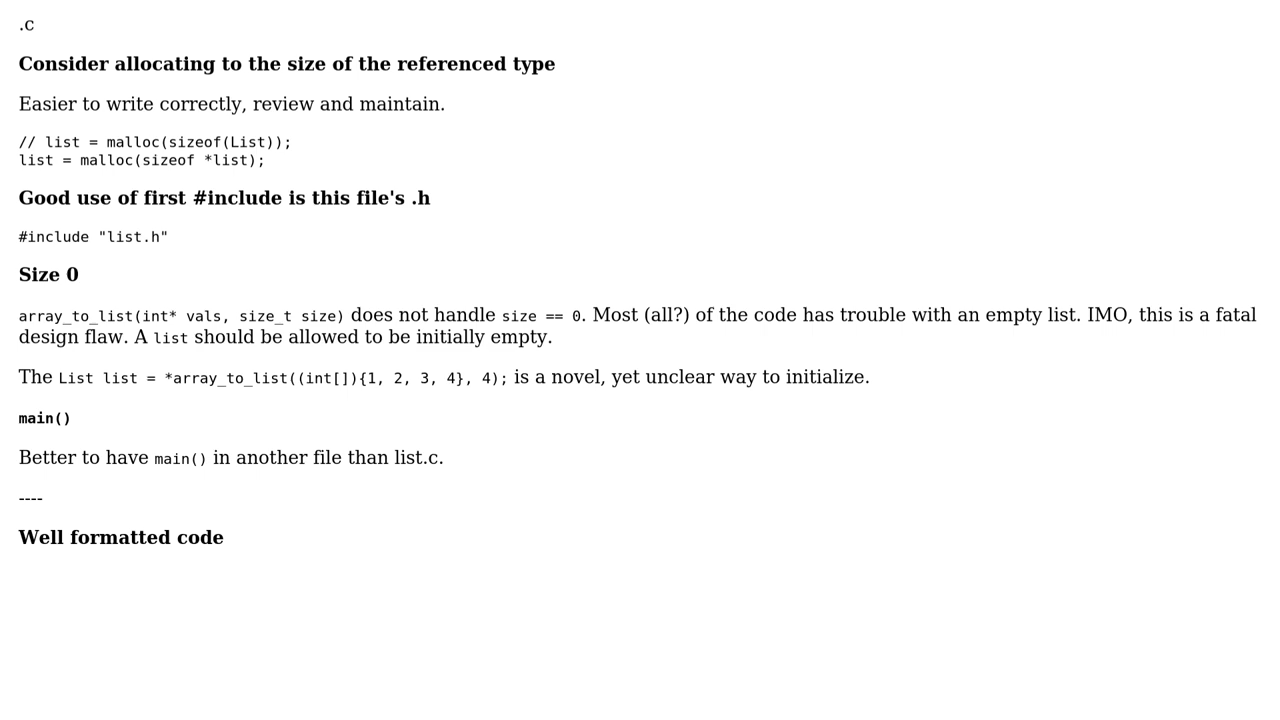 .c
Consider allocating to the size of the referenced type
Easier to write correctly, review and maintain.
// list = malloc(sizeof(List));
list = malloc(sizeof *list);
Good use of first #include is this file's .h
#include "list.h"
Size 0
array_to_list(int* vals, size_t size) does not handle size == 0. Most (all?) of the code has trouble with an empty list. IMO, this is a fatal
design flaw. A list should be allowed to be initially empty.
The List list = *array_to_list((int[]){1, 2, 3, 4}, 4); is a novel, yet unclear way to initialize.
main()
Better to have main() in another file than list.c.
----
Well formatted code